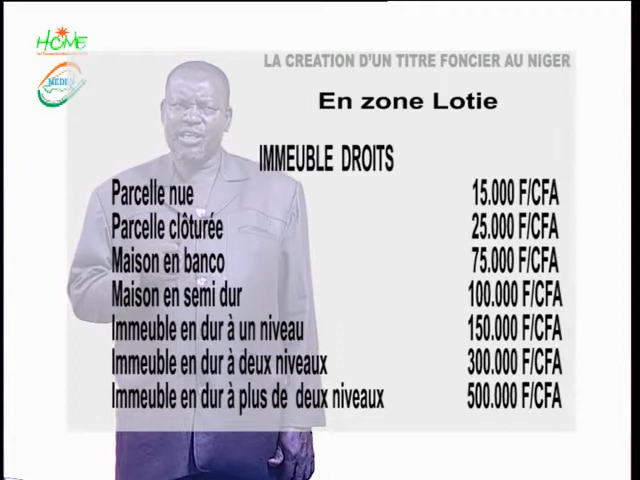 HOME
MEDEN
LA CREATION D'UN TITRE FONCIER AU NIGER
En zone Lotie
IMMEUBLE DROITS
Parcelle nue 15.000 F/CFA
Parcelle clôturée 25.000 F/CFA
Maison en banco 75.000 F/CFA
Maison en semi dur 100.000 F/CFA
Immeuble en dur à un niveau 150.000 F/CFA
Immeuble en dur à deux niveaux 300.000 F/CFA
Immeuble en dur à plus de deux niveaux 500.000 F/CFA